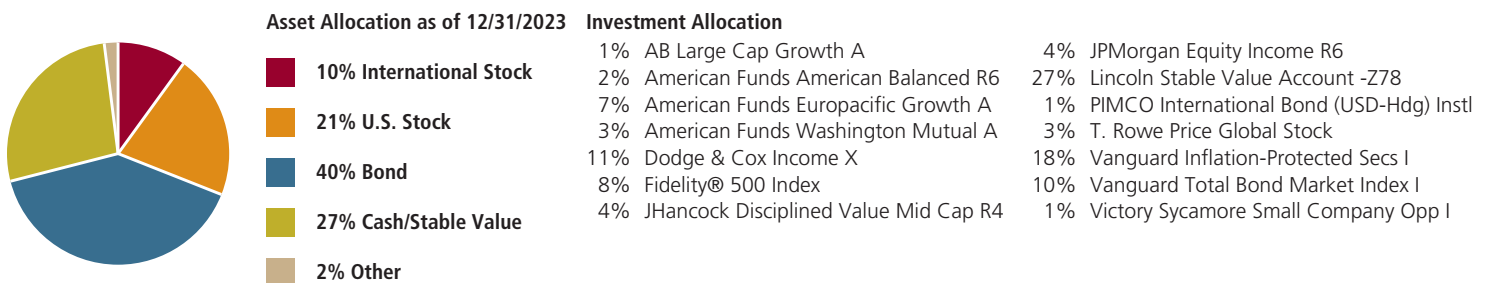 Asset Allocation as of 12/31/2023
10% International Stock
21% U.S. Stock
40% Bond
27% Cash/Stable Value
2% Other
Investment Allocation
1% AB Large Cap Growth A
2% American Funds American Balanced R6
7% American Funds Europacific Growth A
3% American Funds Washington Mutual A
11% Dodge & Cox Income X
8% Fidelity® 500 Index
4% JHancock Disciplined Value Mid Cap R4
4% JPMorgan Equity Income R6
27% Lincoln Stable Value Account -Z78
1% PIMCO International Bond (USD-Hdg) Instl
3% T. Rowe Price Global Stock
18% Vanguard Inflation-Protected Secs I
10% Vanguard Total Bond Market Index I
1% Victory Sycamore Small Company Opp I